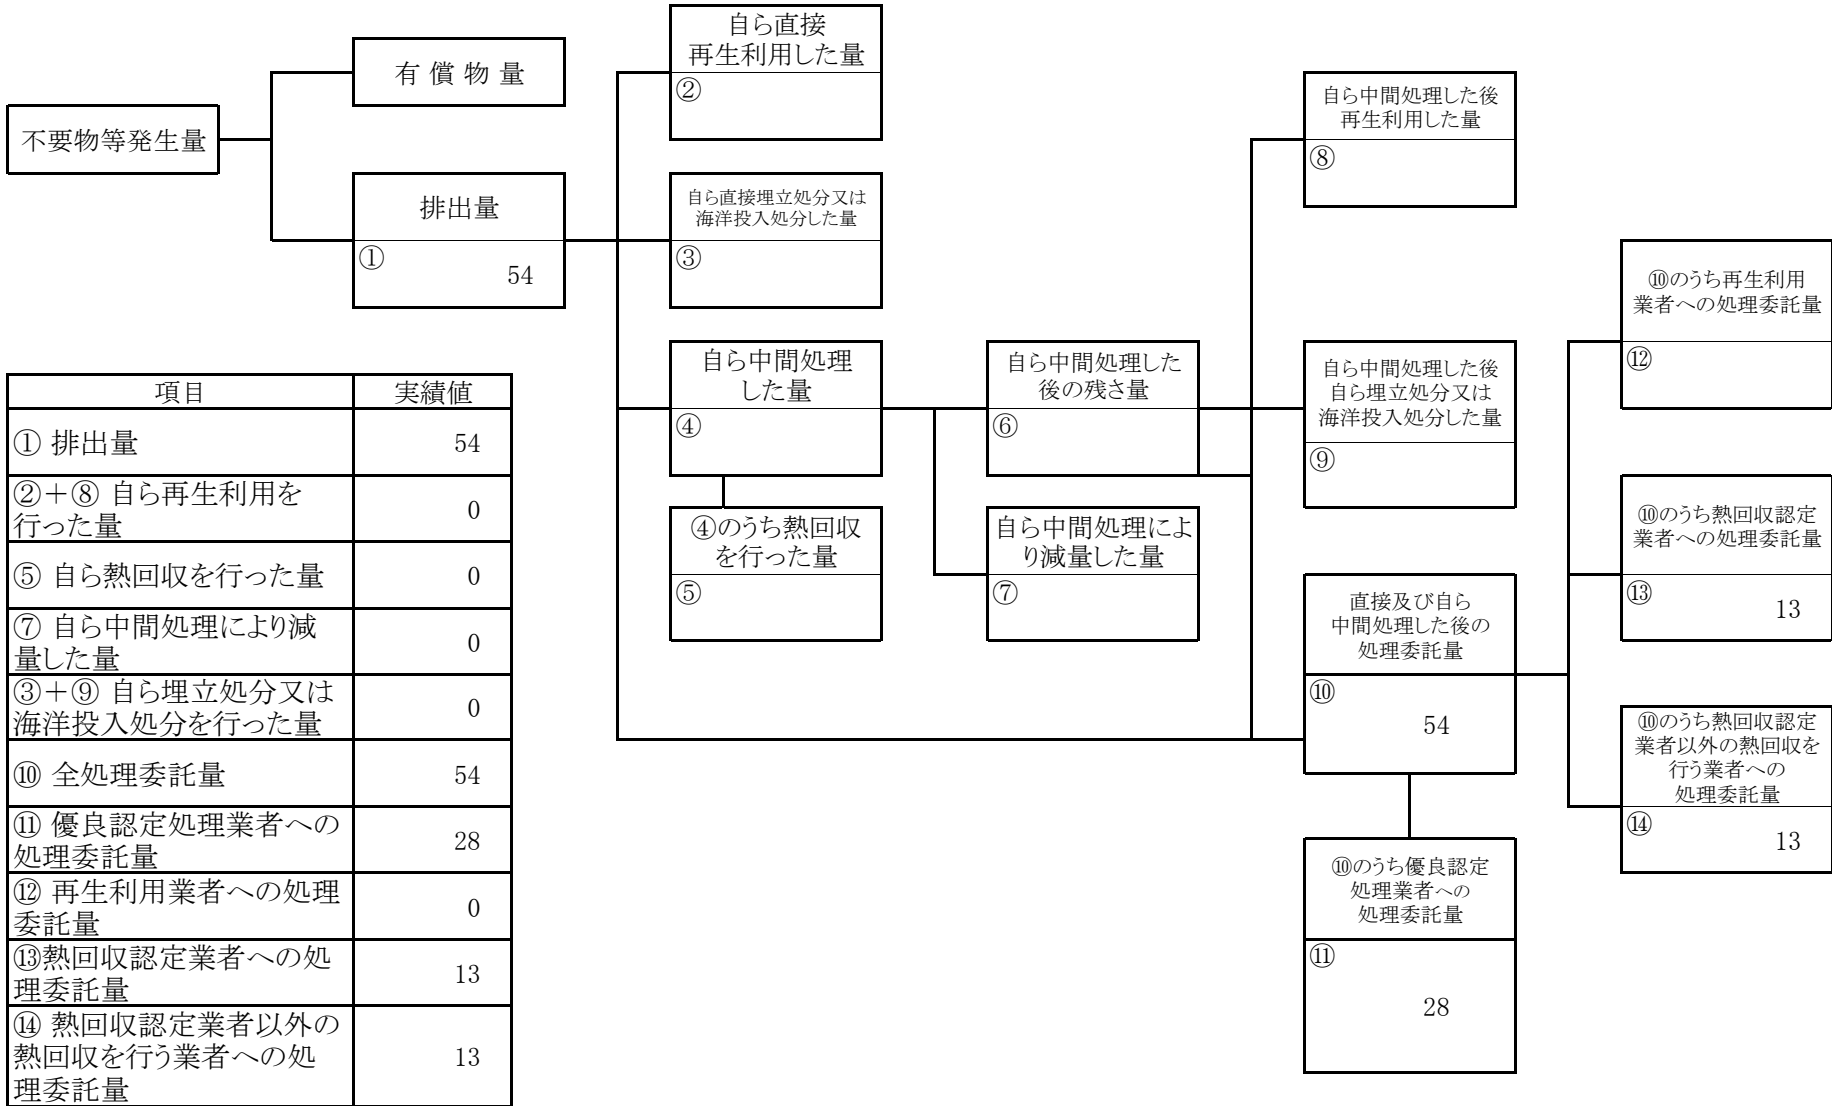 不要物等発生量
有 償 物 量
排出量
①
54
自ら直接
再生利用した量
②
自ら直接埋立処分又は
海洋投入処分した量
③
自ら中間処理
した量
④
④のうち熱回収
を行った量
⑤
自ら中間処理した
後の残さ量
⑥
自ら中間処理によ
り減量した量
⑦
自ら中間処理した後
再生利用した量
⑧
自ら中間処理した後
自ら埋立処分又は
海洋投入処分した量
⑨
直接及び自ら
中間処理した後の
処理委託量
⑩
54
⑩のうち優良認定
処理業者への
処理委託量
⑪
28
⑩のうち再生利用
業者への処理委託量
⑫
⑩のうち熱回収認定
業者への処理委託量
⑬
13
⑩のうち熱回収認定
業者以外の熱回収を
行う業者への
処理委託量
⑭
13
項目 実績値
① 排出量 54
②＋⑧ 自ら再生利用を
行った量 0
⑤ 自ら熱回収を行った量 0
⑦ 自ら中間処理により減
量した量 0
③＋⑨ 自ら埋立処分又は
海洋投入処分を行った量 0
⑩ 全処理委託量 54
⑪ 優良認定処理業者への
処理委託量 28
⑫ 再生利用業者への処理
委託量 0
⑬熱回収認定業者への処
理委託量 13
⑭ 熱回収認定業者以外の
熱回収を行う業者への処
理委託量 13